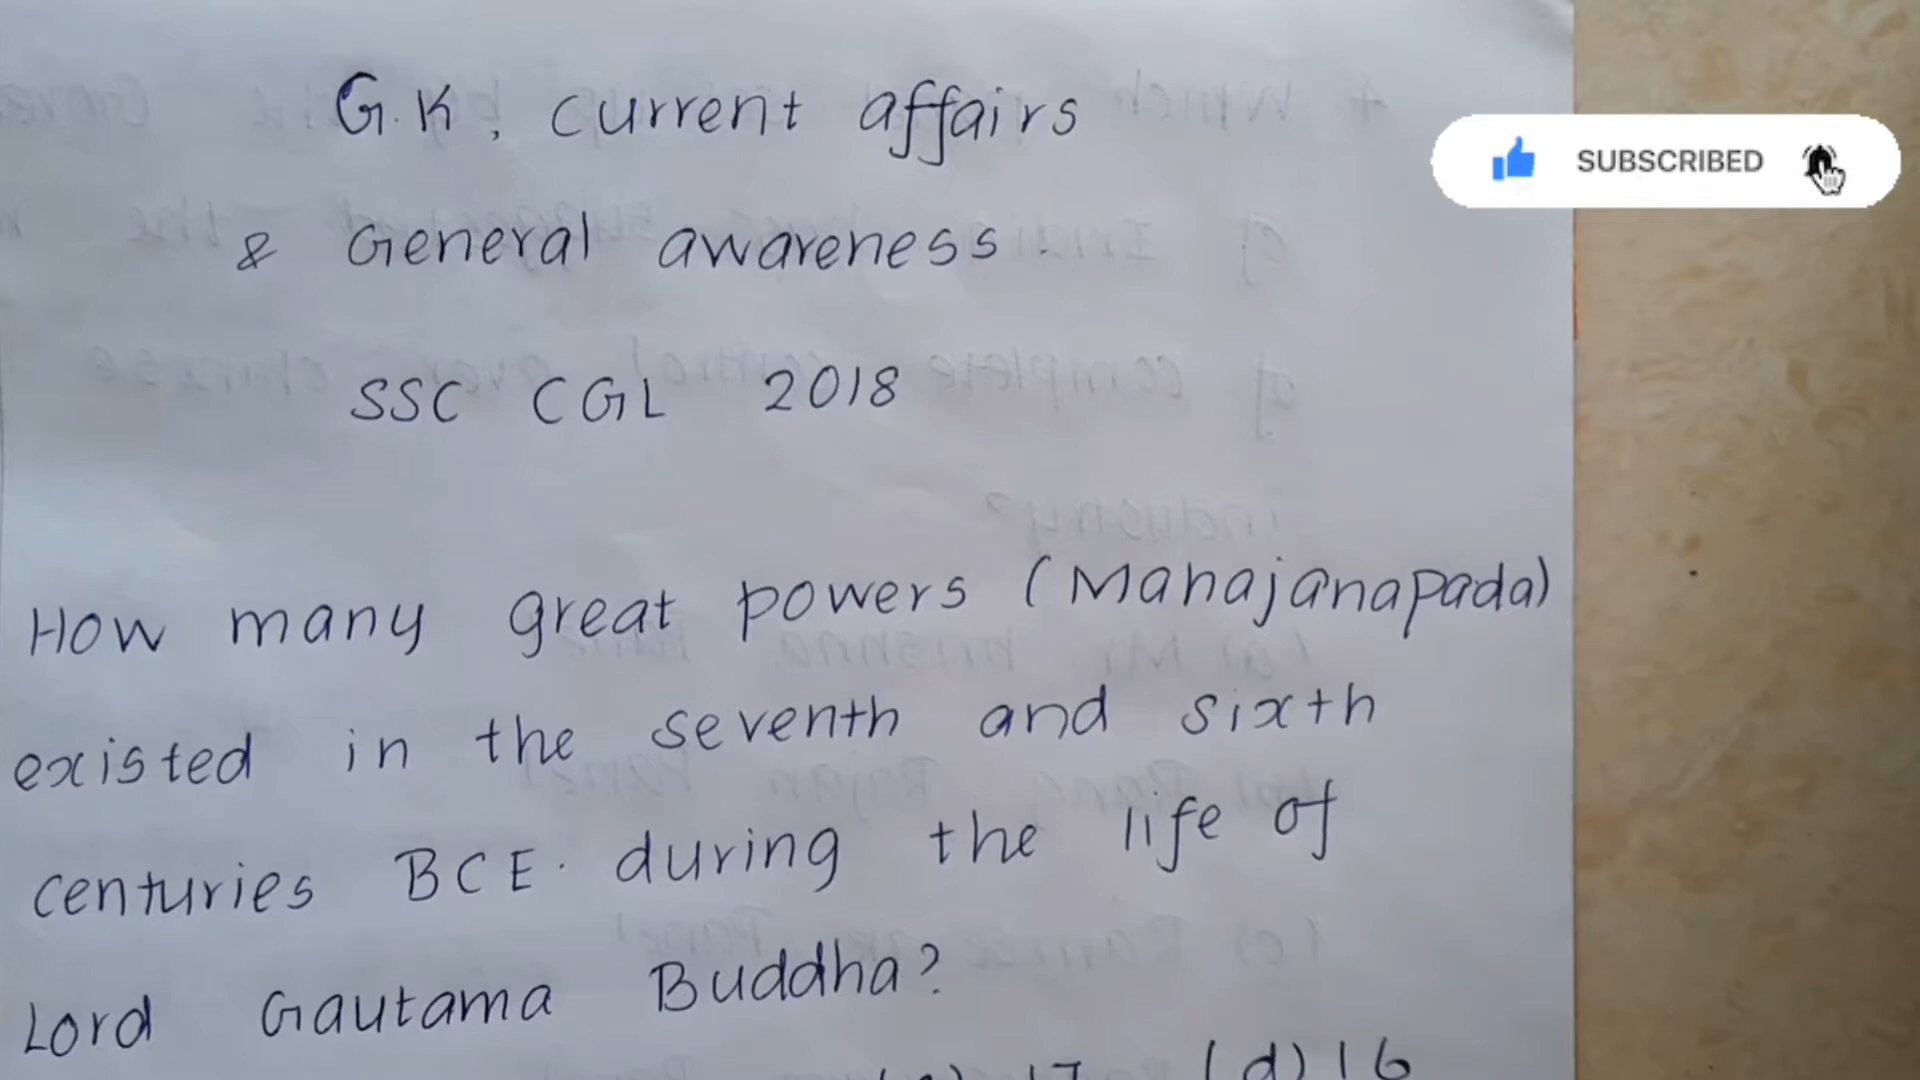 G.K, current affairs
& General awareness
SSC CGL 2018
SUBSCRIBED
How many great powers (Mahajanapada)
existed in the seventh and sixth
centuries BCE. during the life of
Lord Gautama Buddha?
17 (d) 16